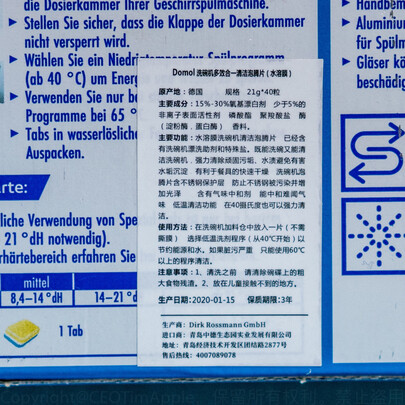 die Dosierkammer Ihrer Geschirrspülmaschine.
Stellen Sie sicher, dass die Klappe der Dosierkammer
nicht versperrt wird.
Wählen Sie ein Niedrigtemperatur-Spülprogramm
(ab 40 °C) um Energie
Verwenden Sie nur be
Programme bei 65 °
Tabs in wasserlösliche
Auspacken.
arte:
liche Verwendung von Spe
21 °dH notwendig).
rhärtebereich erfahren Sie
mittel
8,4–14 °dH
14–21 °d
1 Tab
Handbem
Aluminiu
für Spülm
Gläser kö
beschädig
Domol 洗碗机多效合一清洁泡腾片（水溶膜）
原产地：德国 规格 21g*40粒
主要成分：15%-30%氧基漂白剂 少于5%的
非离子表面活性剂 磷酸酯 聚羧酸盐 酶
（淀粉酶，蛋白酶） 香料。
主要功能：水溶膜洗碗机清洁泡腾片 已经含
有洗碗机漂洗助剂和特殊盐。既能洗碗又能清
洁洗碗机，强力清除顽固污垢，水渍避免有害
水垢沉淀 有利于餐具的快速干燥 洗碗机泡
腾片含不锈钢保护层 防止不锈钢被污染并增
加光泽 含有气味中和剂 能中和难闻气
味 低温清洁功能 在40摄氏度也可以强力清
洁。
使用方法：在洗碗机加料仓中放入一片（不需
撕膜） 选择低温洗剂程序（从40℃开始）以
节约能源和水。如果脏污严重 只能使用60℃
以上的程序清洁。
注意事项：1、清洗之前 请清除碗碟上的粗
大食物残渣。2、放在儿童接触不到的地方。
生产日期：2020-01-15 保质期限：3年
生产商：Dirk Rossmann GmbH
进口商：青岛中德生态园实业发展有限公司
地址：青岛经济技术开发区团结路2877号
售后热线：4007089078